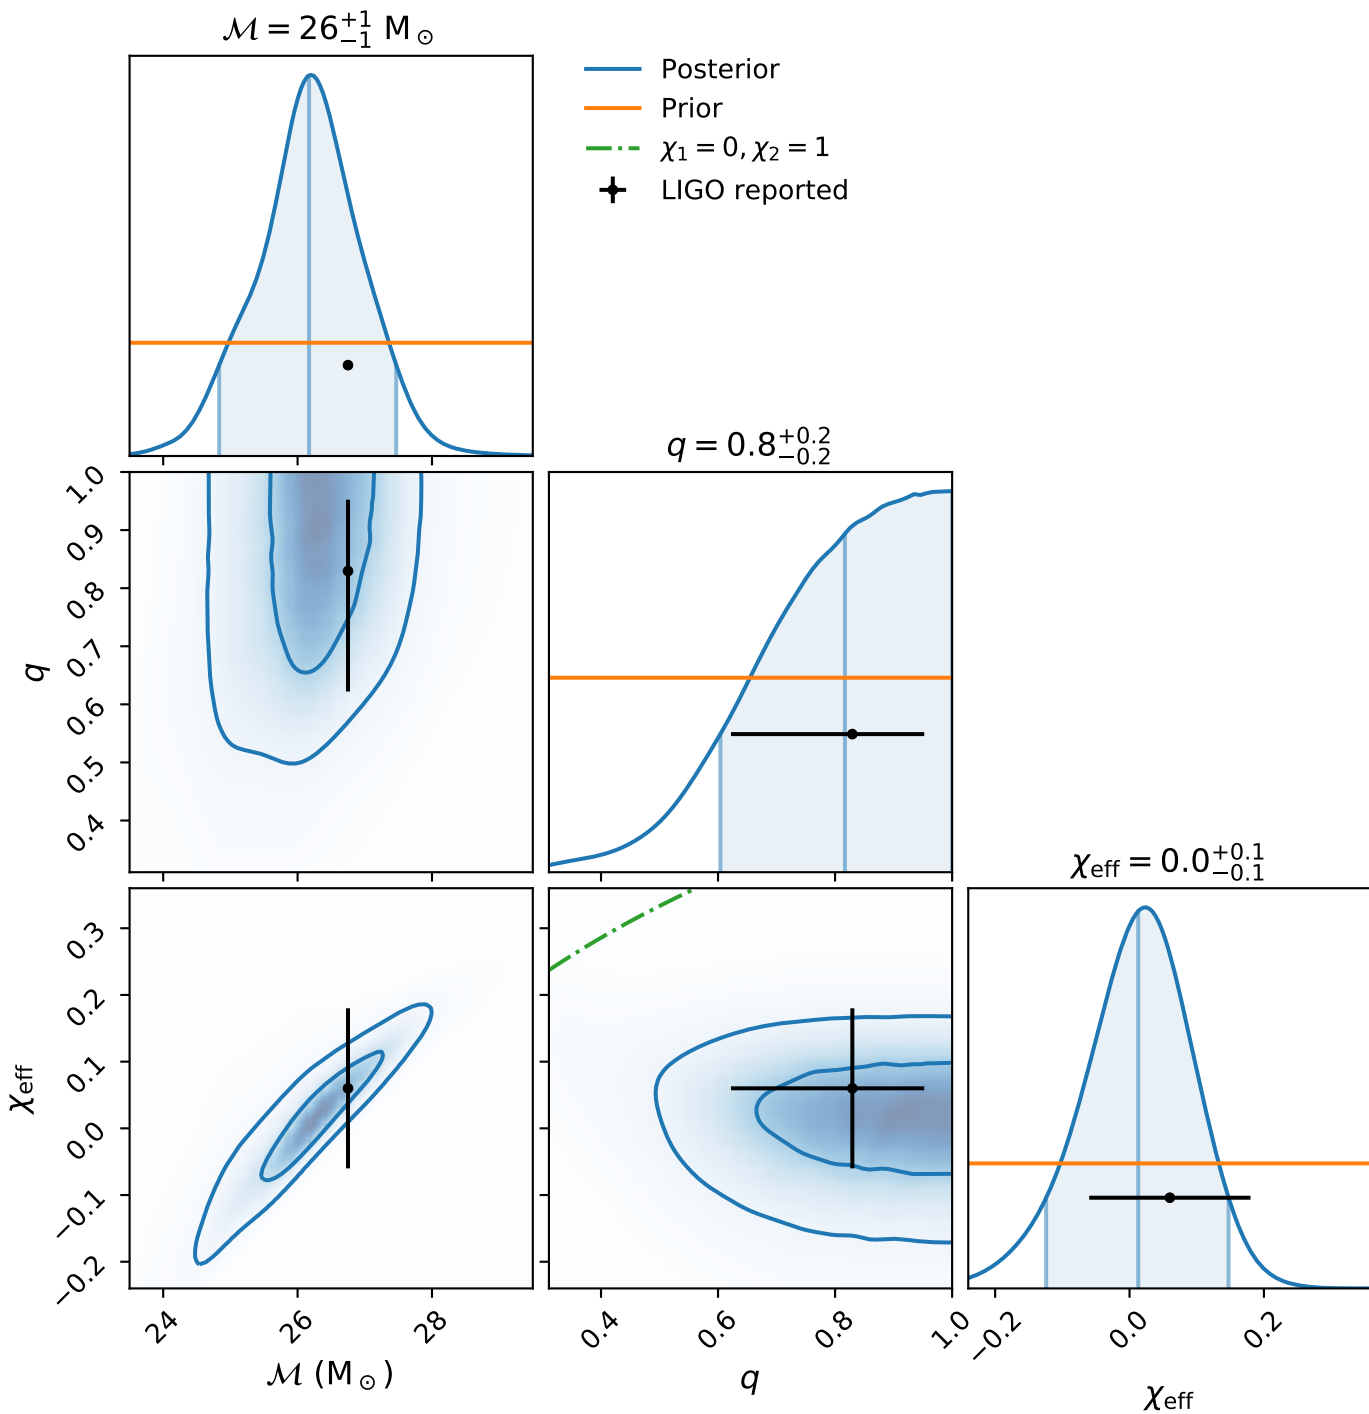 ℳ = 26⁺¹₋₁ M⊙
Posterior
Prior
χ₁ = 0, χ₂ = 1
LIGO reported
q = 0.8⁺⁰·²₋₀.₂
1.0
0.9
0.8
0.7
0.6
0.5
0.4
q
χeff = 0.0⁺⁰·¹₋₀.₁
0.3
0.2
0.1
0.0
−0.1
−0.2
χeff
24 26 28
0.4 0.6 0.8 1.0
−0.2 0.0 0.2
ℳ (M⊙)
q
χeff